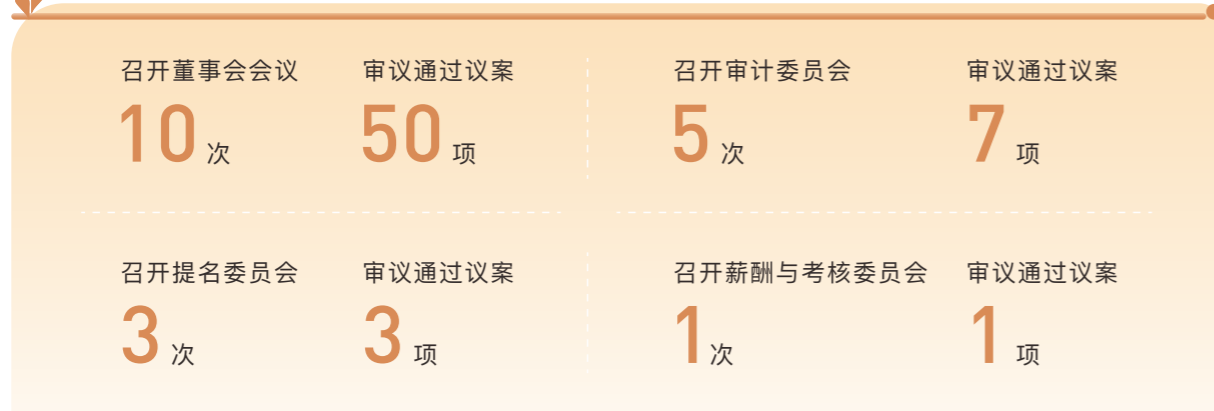 召开董事会会议 审议通过议案 召开审计委员会 审议通过议案
10次 50项 5次 7项
召开提名委员会 审议通过议案 召开薪酬与考核委员会 审议通过议案
3次 3项 1次 1项